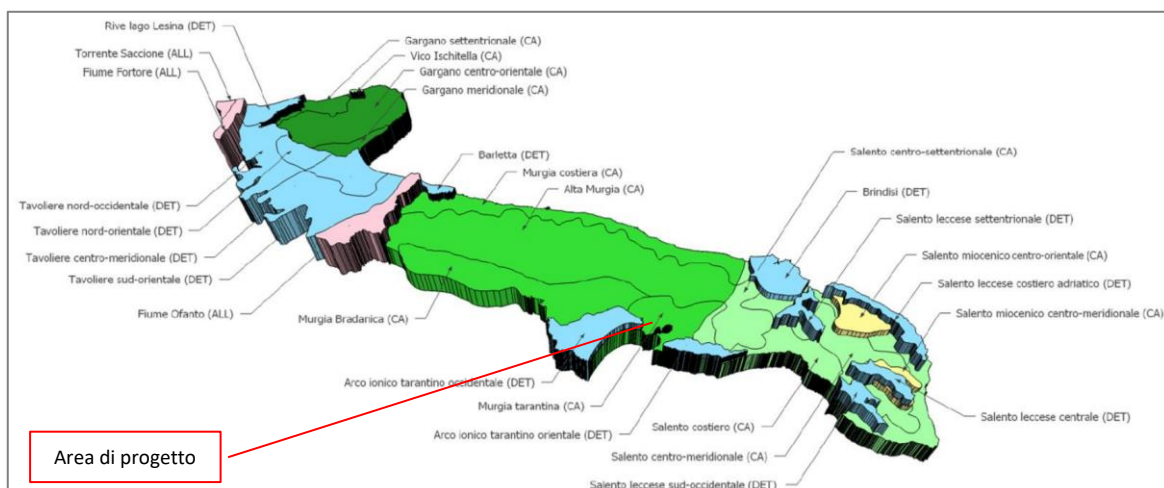 Rive lago Lesina (DET)
Torrente Saccione (ALL)
Fiume Fortore (ALL)
Gargano settentrionale (CA)
Vico Ischitella (CA)
Gargano centro-orientale (CA)
Gargano meridionale (CA)
Barletta (DET)
Murgia costiera (CA)
Alta Murgia (CA)
Salento centro-settentrionale (CA)
Brindisi (DET)
Salento leccese settentrionale (DET)
Salento miocenico centro-orientale (CA)
Salento leccese costiero adriatico (DET)
Salento miocenico centro-meridionale (CA)
Tavoliere nord-occidentale (DET)
Tavoliere nord-orientale (DET)
Tavoliere centro-meridionale (DET)
Tavoliere sud-orientale (DET)
Fiume Ofanto (ALL)
Murgia Bradanica (CA)
Arco ionico tarantino occidentale (DET)
Murgia tarantina (CA)
Arco ionico tarantino orientale (DET)
Salento costiero (CA)
Salento centro-meridionale (CA)
Salento leccese sud-occidentale (DET)
Salento leccese centrale (DET)
Area di progetto